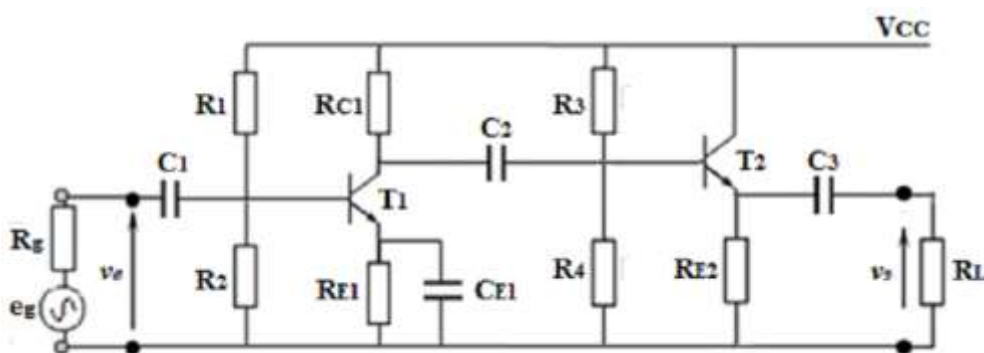 VCC
R1
RC1
R3
C2
C1
T2
C3
T1
Rg
ve
R2
RE1
CE1
R4
RE2
vs
RL
eg